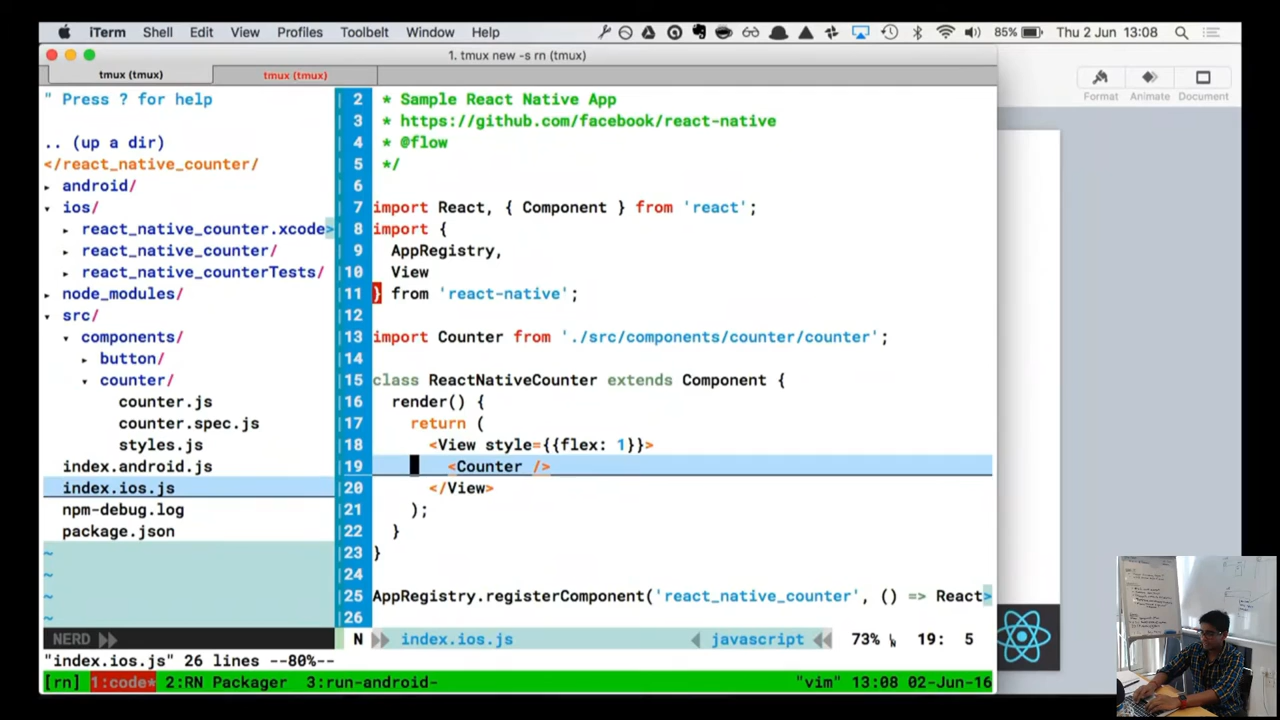 iTerm Shell Edit View Profiles Toolbelt Window Help 85% Thu 2 Jun 13:08
1. tmux new -s rn (tmux)
tmux (tmux) tmux (tmux)
Format Animate Document
" Press ? for help
.. (up a dir)
</react_native_counter/
▸ android/
▾ ios/
▸ react_native_counter.xcode>
▸ react_native_counter/
▸ react_native_counterTests/
▸ node_modules/
▾ src/
▾ components/
▸ button/
▾ counter/
counter.js
counter.spec.js
styles.js
index.android.js
index.ios.js
npm-debug.log
package.json
~
~
~
~
NERD
2 * Sample React Native App
3 * https://github.com/facebook/react-native
4 * @flow
5 */
6
7 import React, { Component } from 'react';
8 import {
9 AppRegistry,
10 View
11 } from 'react-native';
12
13 import Counter from './src/components/counter/counter';
14
15 class ReactNativeCounter extends Component {
16 render() {
17 return (
18 <View style={{flex: 1}}>
19 <Counter />
20 </View>
21 );
22 }
23 }
24
25 AppRegistry.registerComponent('react_native_counter', () => React>
26
N index.ios.js javascript 73% 19: 5
"index.ios.js" 26 lines --80%--
[rn] 1:code* 2:RN Packager 3:run-android- "vim" 13:08 02-Jun-16